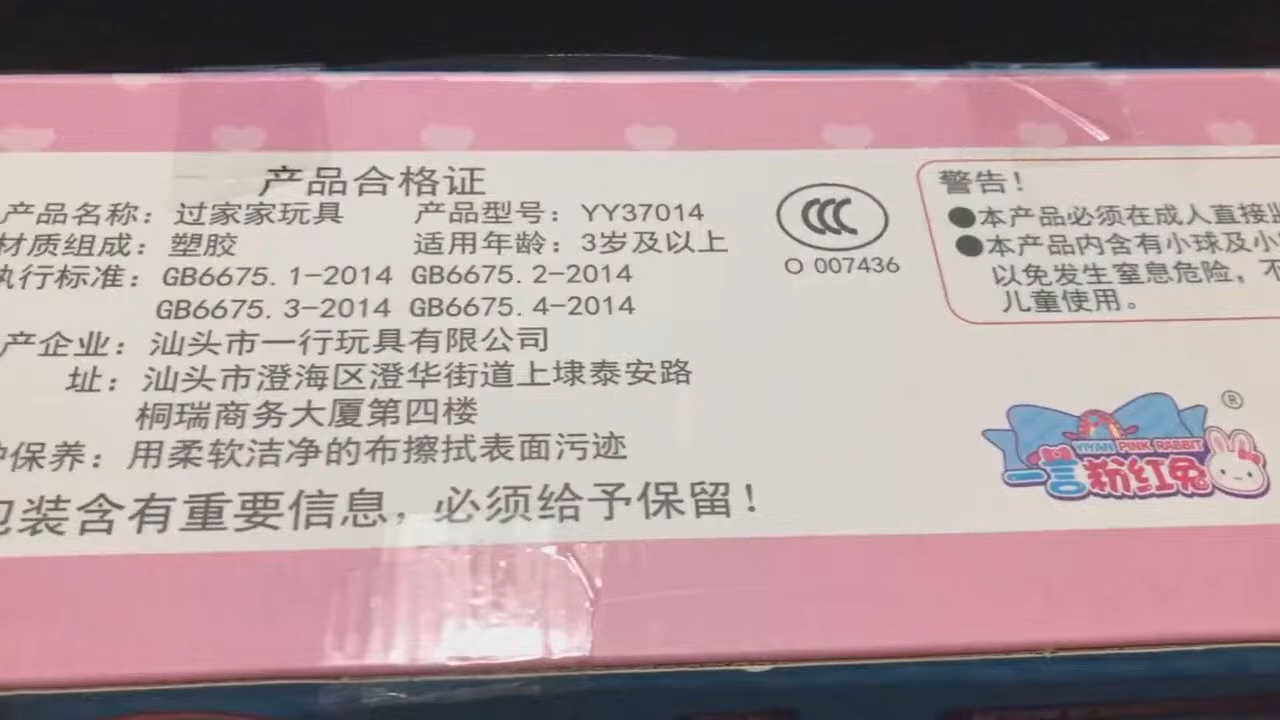 产品合格证
产品名称：过家家玩具 产品型号：YY37014
材质组成：塑胶 适用年龄：3岁及以上
执行标准：GB6675.1-2014 GB6675.2-2014
GB6675.3-2014 GB6675.4-2014
产企业：汕头市一行玩具有限公司
址：汕头市澄海区澄华街道上埭泰安路
桐瑞商务大厦第四楼
保养：用柔软洁净的布擦拭表面污迹
包装含有重要信息，必须给予保留！
CCC
O 007436
警告！
●本产品必须在成人直接
●本产品内含有小球及小
以免发生窒息危险，不
儿童使用。
®
YIYAN PINK RABBIT
一言粉红兔